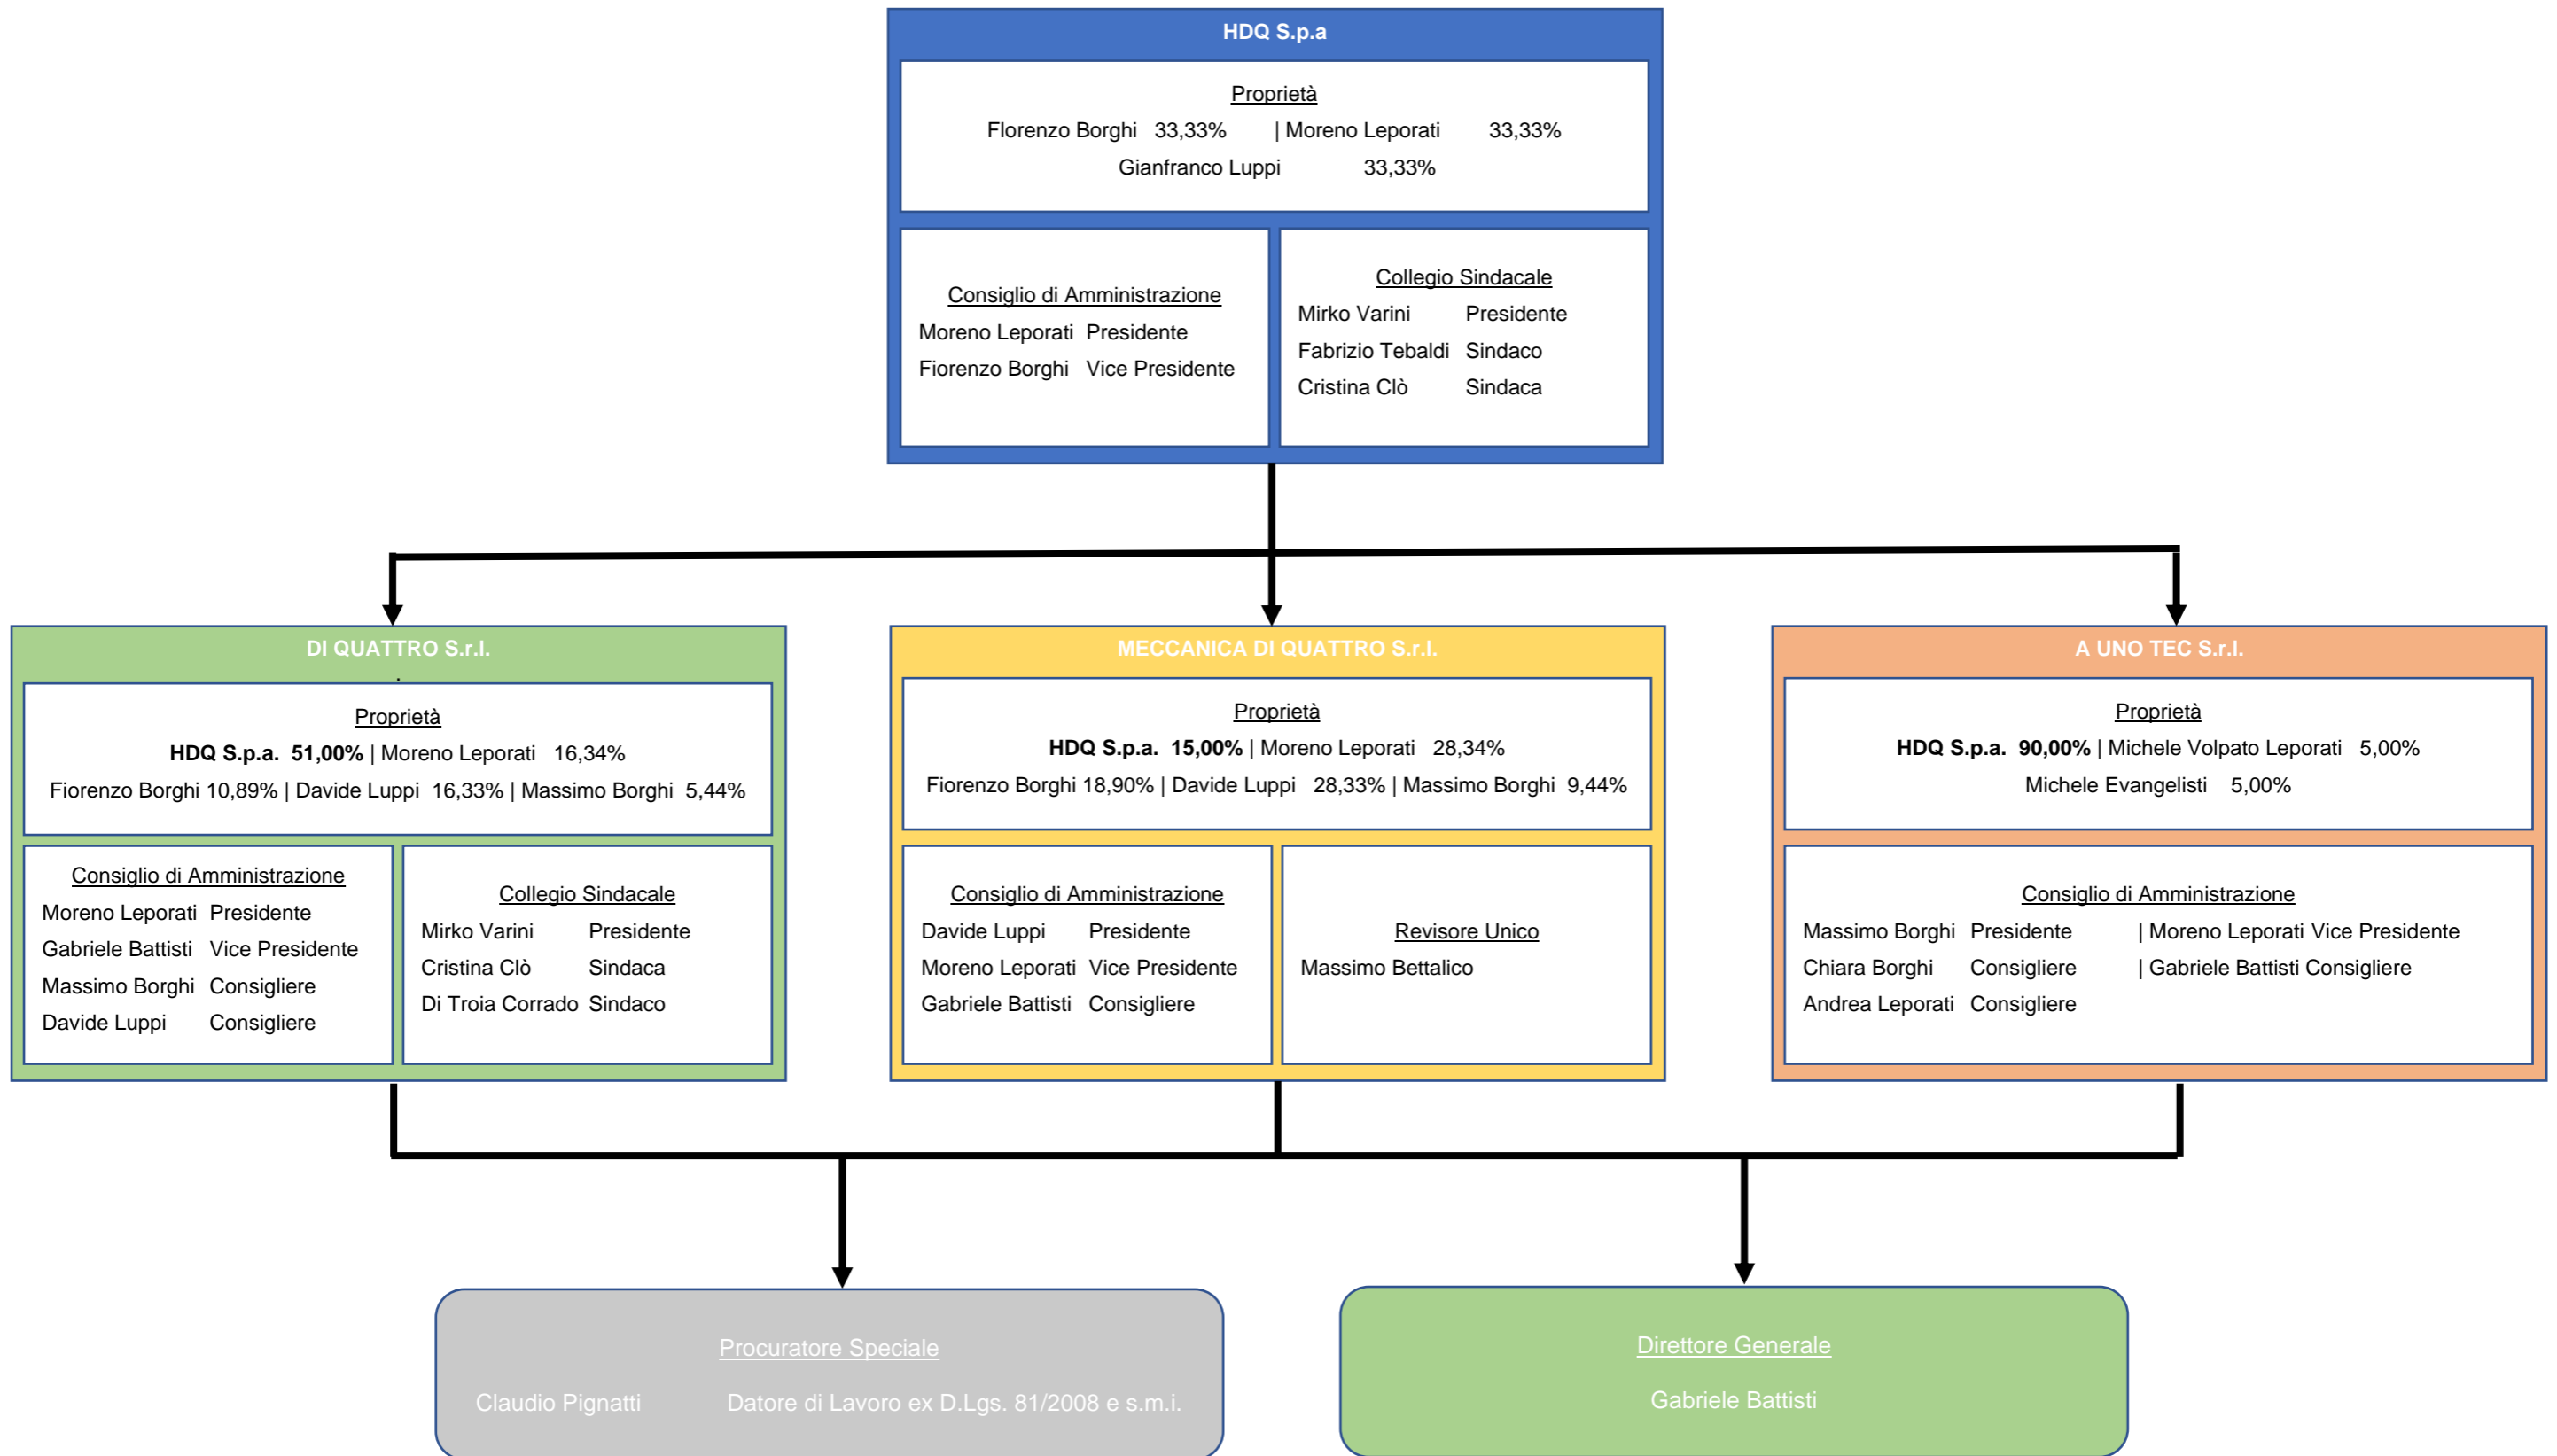 HDQ S.p.a
Proprietà
Florenzo Borghi 33,33% | Moreno Leporati 33,33%
Gianfranco Luppi 33,33%
Consiglio di Amministrazione
Moreno Leporati Presidente
Fiorenzo Borghi Vice Presidente
Collegio Sindacale
Mirko Varini Presidente
Fabrizio Tebaldi Sindaco
Cristina Clò Sindaca
DI QUATTRO S.r.l.
.
Proprietà
HDQ S.p.a. 51,00% | Moreno Leporati 16,34%
Fiorenzo Borghi 10,89% | Davide Luppi 16,33% | Massimo Borghi 5,44%
Consiglio di Amministrazione
Moreno Leporati Presidente
Gabriele Battisti Vice Presidente
Massimo Borghi Consigliere
Davide Luppi Consigliere
Collegio Sindacale
Mirko Varini Presidente
Cristina Clò Sindaca
Di Troia Corrado Sindaco
MECCANICA DI QUATTRO S.r.l.
Proprietà
HDQ S.p.a. 15,00% | Moreno Leporati 28,34%
Fiorenzo Borghi 18,90% | Davide Luppi 28,33% | Massimo Borghi 9,44%
Consiglio di Amministrazione
Davide Luppi Presidente
Moreno Leporati Vice Presidente
Gabriele Battisti Consigliere
Revisore Unico
Massimo Bettalico
A UNO TEC S.r.l.
Proprietà
HDQ S.p.a. 90,00% | Michele Volpato Leporati 5,00%
Michele Evangelisti 5,00%
Consiglio di Amministrazione
Massimo Borghi Presidente | Moreno Leporati Vice Presidente
Chiara Borghi Consigliere | Gabriele Battisti Consigliere
Andrea Leporati Consigliere
Procuratore Speciale
Claudio Pignatti Datore di Lavoro ex D.Lgs. 81/2008 e s.m.i.
Direttore Generale
Gabriele Battisti